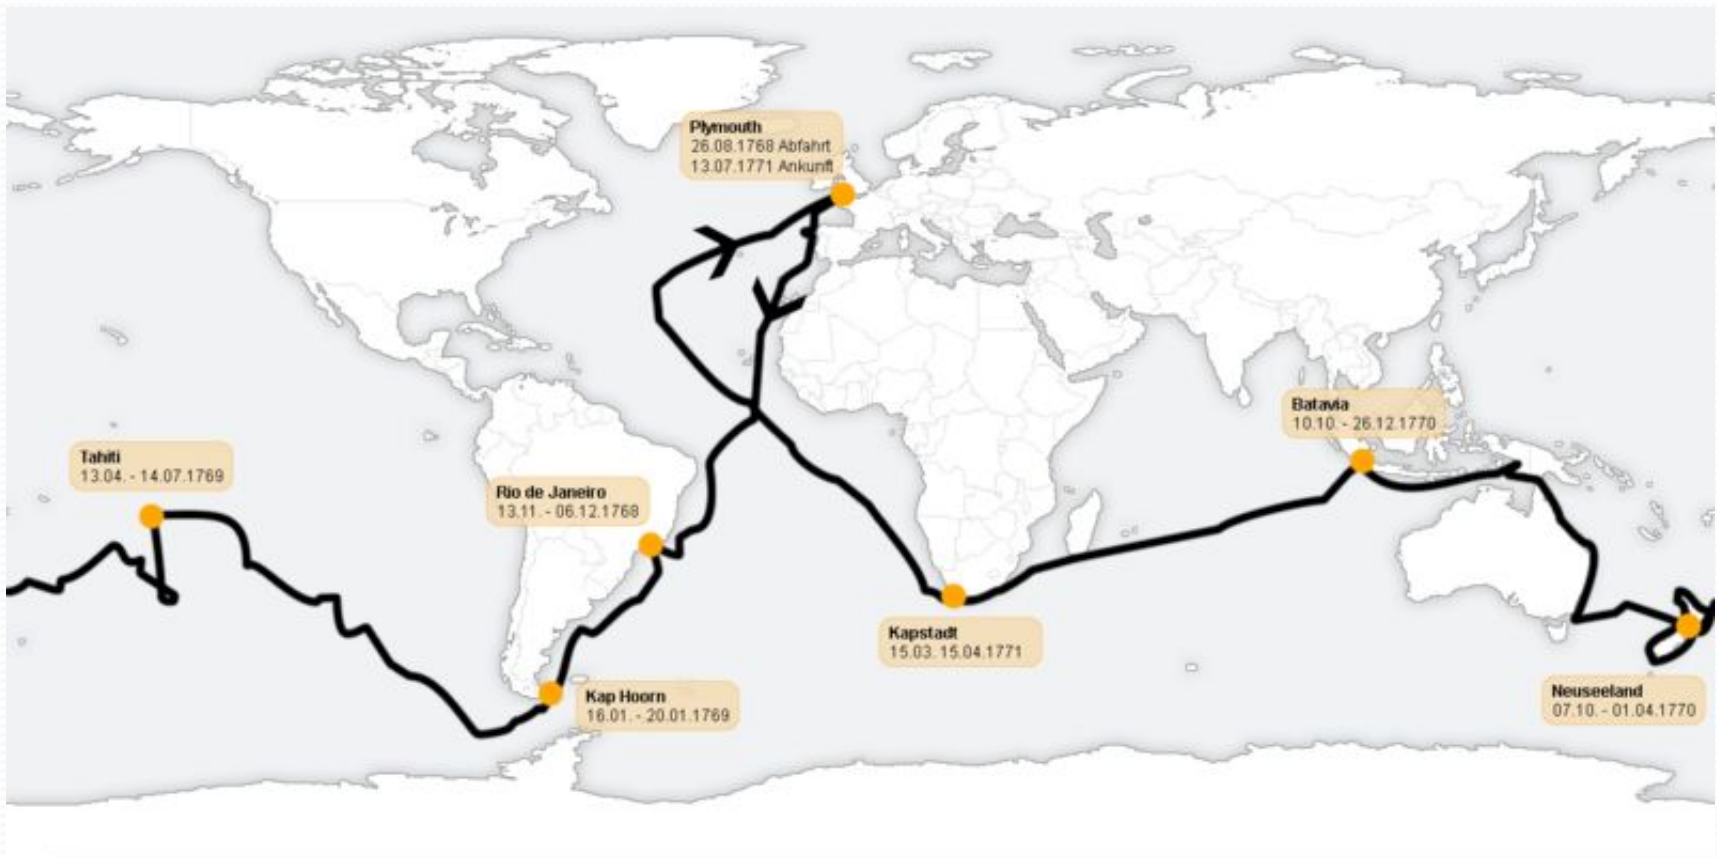 Plymouth
26.08.1768 Abfahrt
13.07.1771 Ankunft
Batavia
10.10. - 26.12.1770
Tahiti
13.04. - 14.07.1769
Rio de Janeiro
13.11. - 06.12.1768
Kapstadt
15.03. 15.04.1771
Kap Hoorn
16.01. - 20.01.1769
Neuseeland
07.10. - 01.04.1770